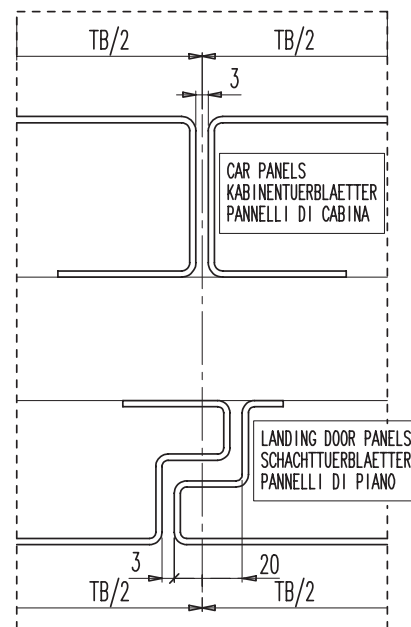 TB/2 TB/2
3
CAR PANELS
KABINENTUERBLAETTER
PANNELLI DI CABINA
LANDING DOOR PANELS
SCHACHTTUERBLAETTER
PANNELLI DI PIANO
3 20
TB/2 TB/2